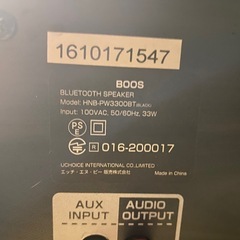 1610171547
BOOS
BLUETOOTH SPEAKER
Model: HNB-PW3300BT(BLACK)
Input: 100VAC, 50/60Hz, 33W
PS
E
R 016-200017
UCHOICE INTERNATIONAL CO.,LIMITED
エッチ・エヌ・ビー販売株式会社
Made in China
AUX AUDIO
INPUT OUTPUT